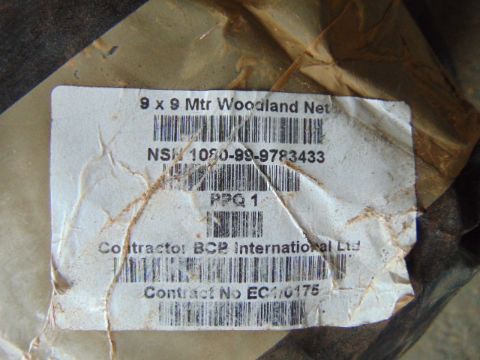 9 x 9 Mtr Woodland Net
NSN 1080-99-9783433
PPQ 1
Contractor BCB International Ltd
Contract No EC1/0175